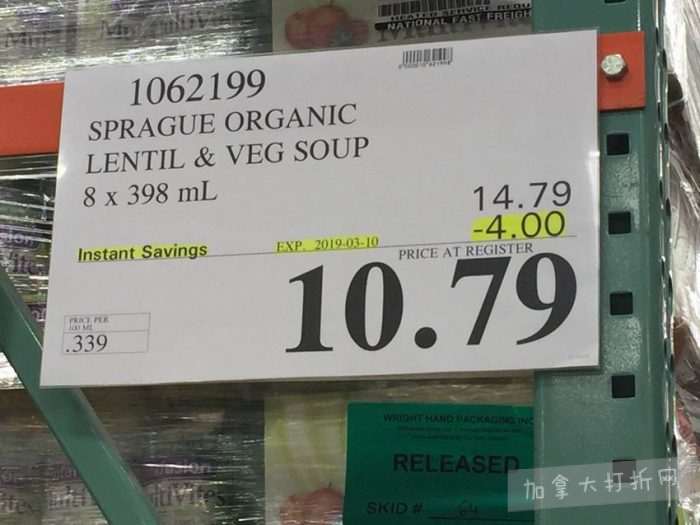 NATIONAL FAST FREIGH
1062199
SPRAGUE ORGANIC
LENTIL & VEG SOUP
8 x 398 mL
14.79
-4.00
Instant Savings
EXP. 2019-03-10
PRICE AT REGISTER
10.79
PRICE PER
100 ML
.339
WRIGHT HAND PACKAGING INC
RELEASED
SKID # 64
加拿大打折网